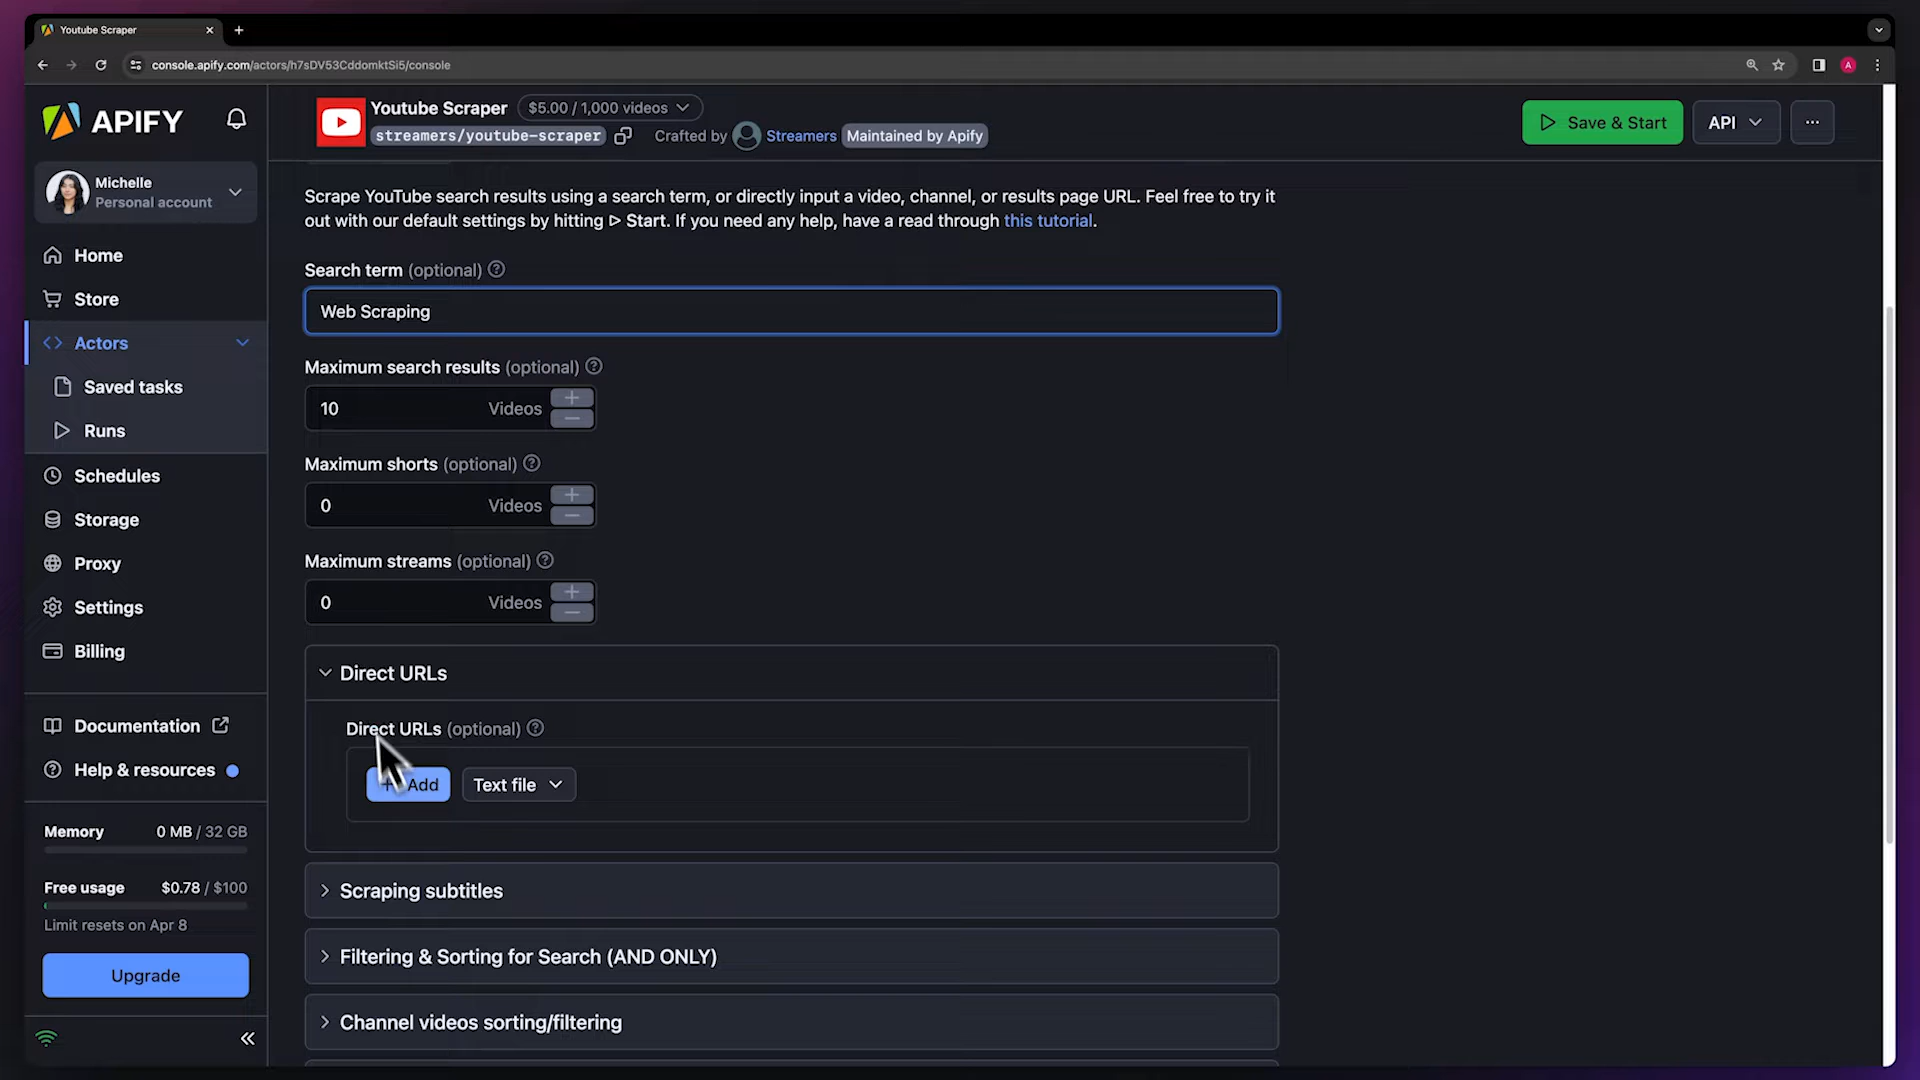 Youtube Scraper
console.apify.com/actors/h7sDV53CddomktSi5/console
A
APIFY
Michelle
Personal account
Home
Store
Actors
Saved tasks
Runs
Schedules
Storage
Proxy
Settings
Billing
Documentation
Help & resources
Memory 0 MB / 32 GB
Free usage $0.78 / $100
Limit resets on Apr 8
Upgrade
Youtube Scraper $5.00 / 1,000 videos
streamers/youtube-scraper Crafted by Streamers Maintained by Apify
Save & Start API ...
Scrape YouTube search results using a search term, or directly input a video, channel, or results page URL. Feel free to try it
out with our default settings by hitting ▷ Start. If you need any help, have a read through this tutorial.
Search term (optional) ?
Web Scraping
Maximum search results (optional) ?
10 Videos + −
Maximum shorts (optional) ?
0 Videos + −
Maximum streams (optional) ?
0 Videos + −
Direct URLs
Direct URLs (optional) ?
+ Add Text file
Scraping subtitles
Filtering & Sorting for Search (AND ONLY)
Channel videos sorting/filtering